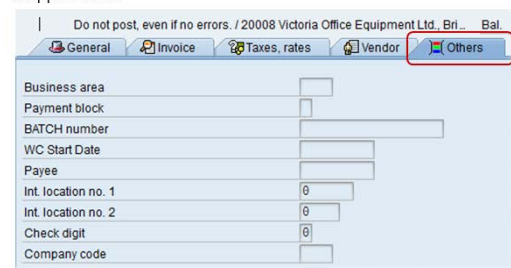 Do not post, even if no errors. / 20008 Victoria Office Equipment Ltd., Bri... Bal.
General Invoice Taxes, rates Vendor Others
Business area
Payment block
BATCH number
WC Start Date
Payee
Int. location no. 1 0
Int. location no. 2 0
Check digit 0
Company code